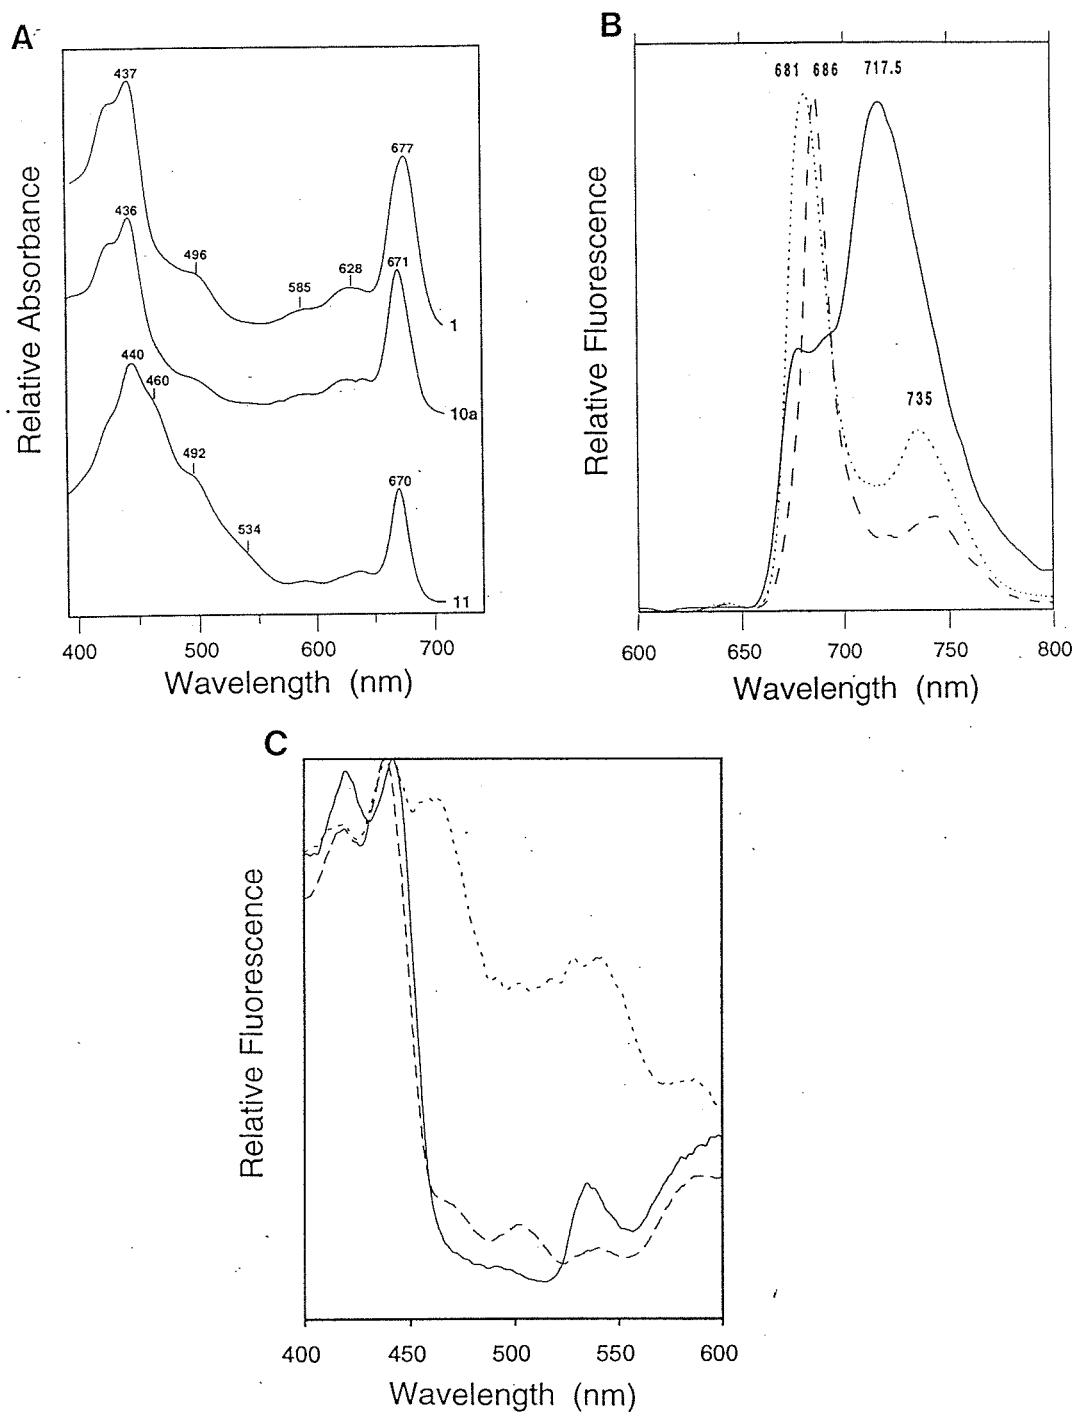 A
437
677
436
496
628
671
585
1
440
460
10a
492
670
534
11
Relative Absorbance
400 500 600 700
Wavelength (nm)
B
681 686 717.5
735
Relative Fluorescence
600 650 700 750 800
Wavelength (nm)
C
Relative Fluorescence
400 450 500 550 600
Wavelength (nm)